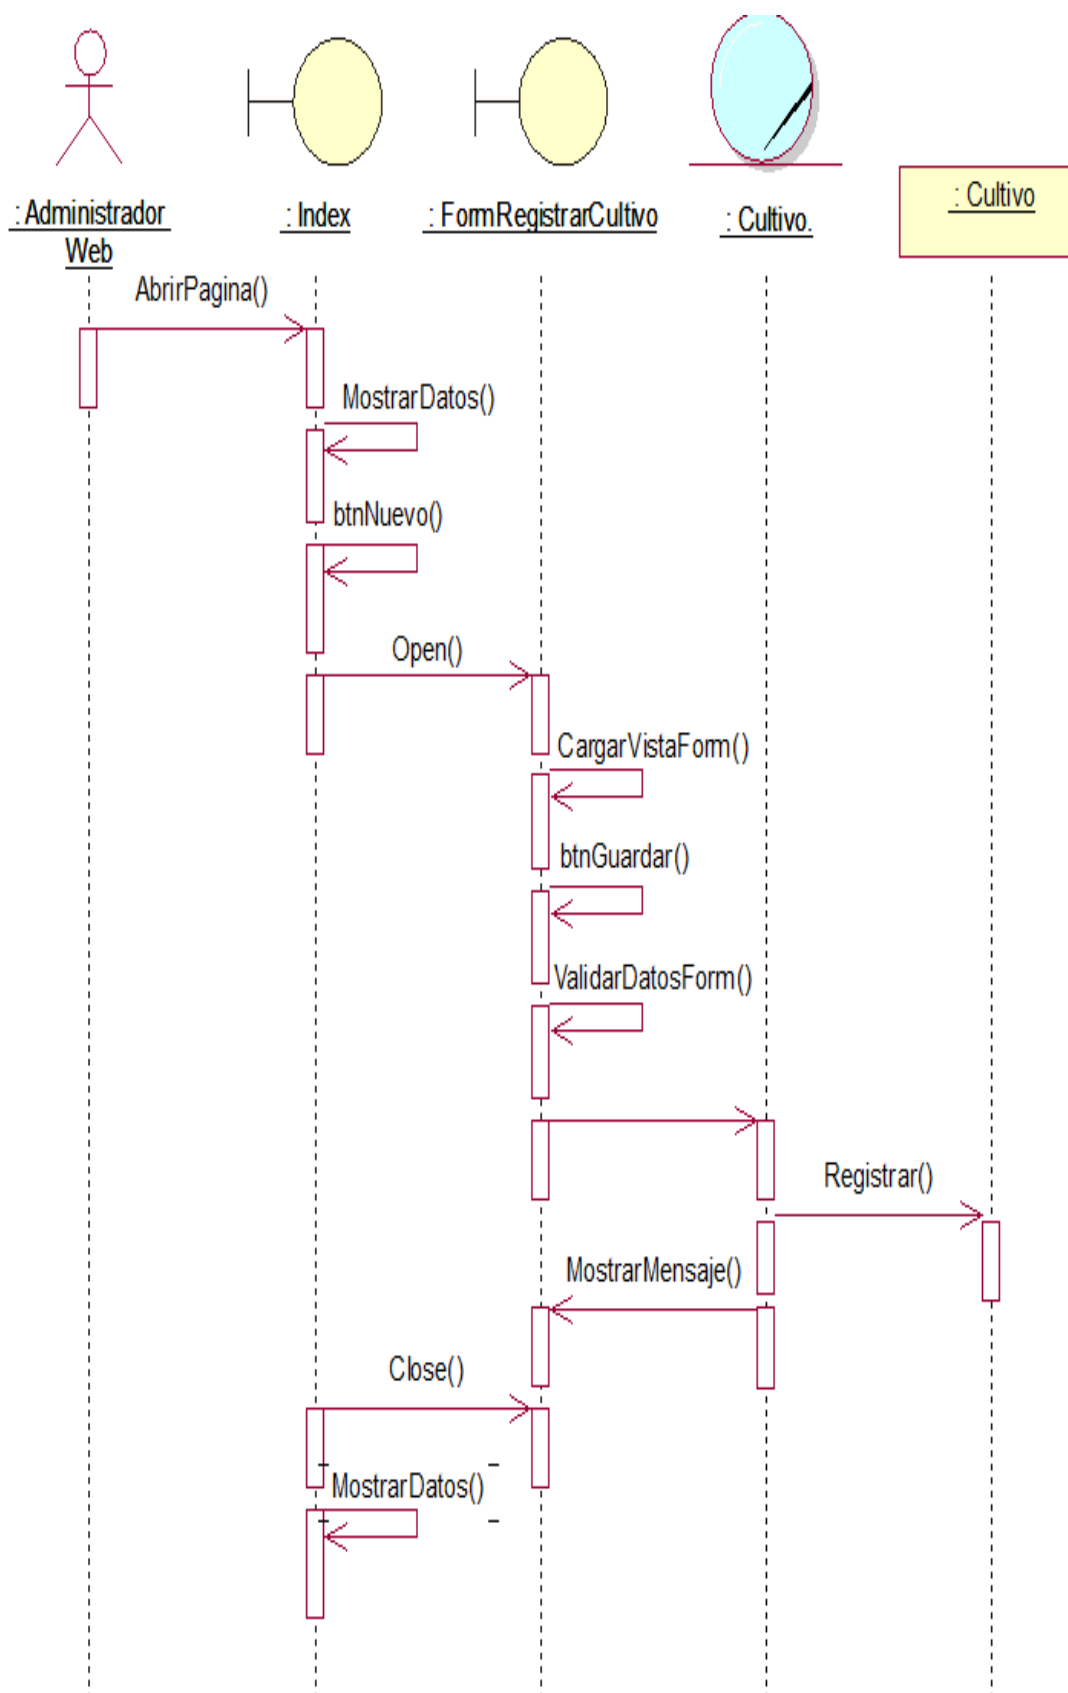 : Administrador
Web
: Index
: FormRegistrarCultivo
: Cultivo.
: Cultivo
AbrirPagina()
MostrarDatos()
btnNuevo()
Open()
CargarVistaForm()
btnGuardar()
ValidarDatosForm()
Registrar()
MostrarMensaje()
Close()
MostrarDatos()